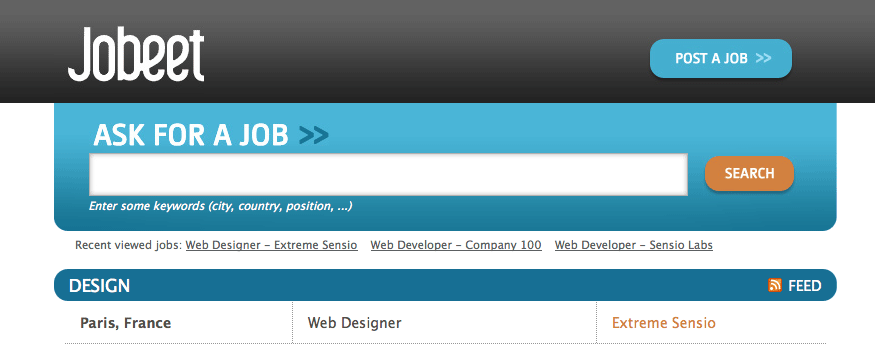 Jobeet
POST A JOB >>
ASK FOR A JOB >>
SEARCH
Enter some keywords (city, country, position, ...)
Recent viewed jobs: Web Designer - Extreme Sensio Web Developer - Company 100 Web Developer - Sensio Labs
DESIGN FEED
Paris, France Web Designer Extreme Sensio